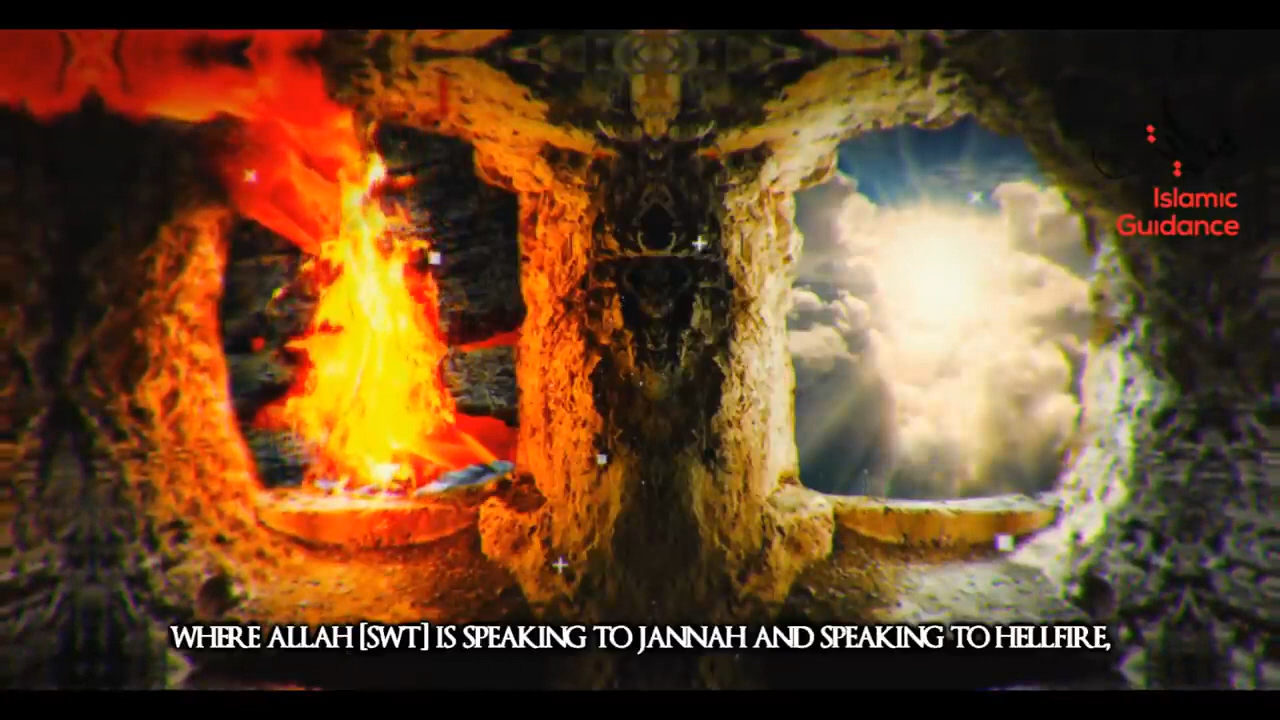 Islamic
Guidance
WHERE ALLAH [SWT] IS SPEAKING TO JANNAH AND SPEAKING TO HELLFIRE,